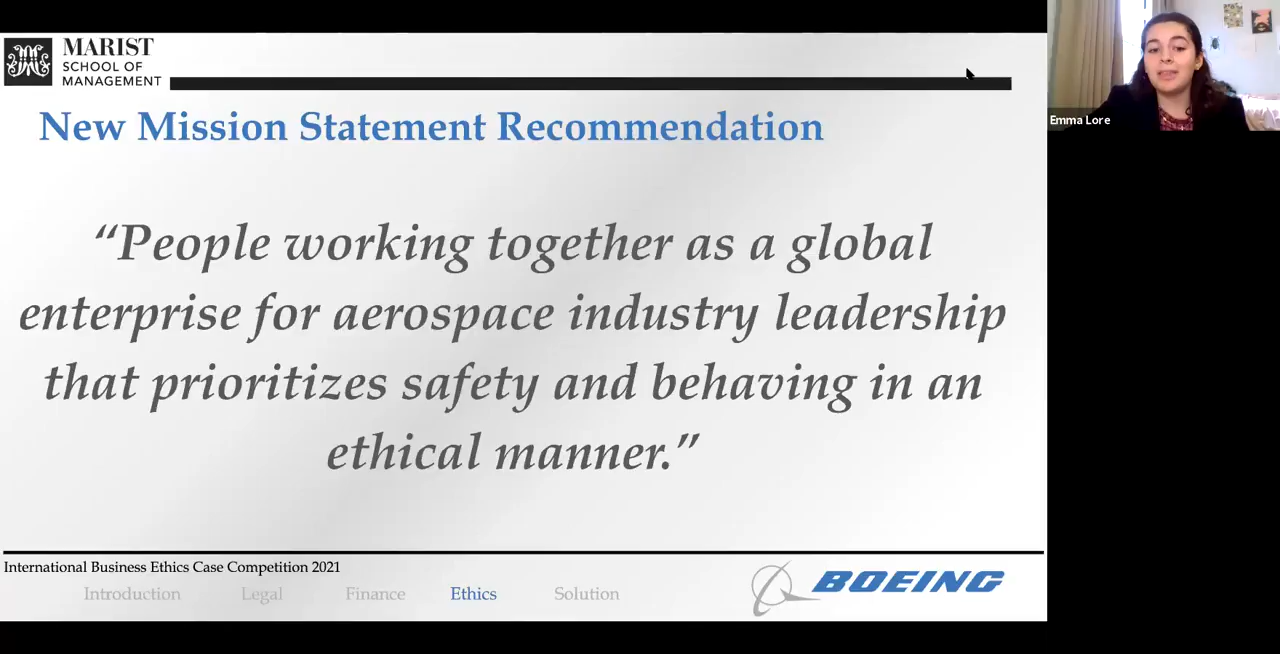 MARIST
SCHOOL OF
MANAGEMENT
New Mission Statement Recommendation
“People working together as a global
enterprise for aerospace industry leadership
that prioritizes safety and behaving in an
ethical manner.”
International Business Ethics Case Competition 2021
Introduction Legal Finance Ethics Solution
BOEING
Emma Lore